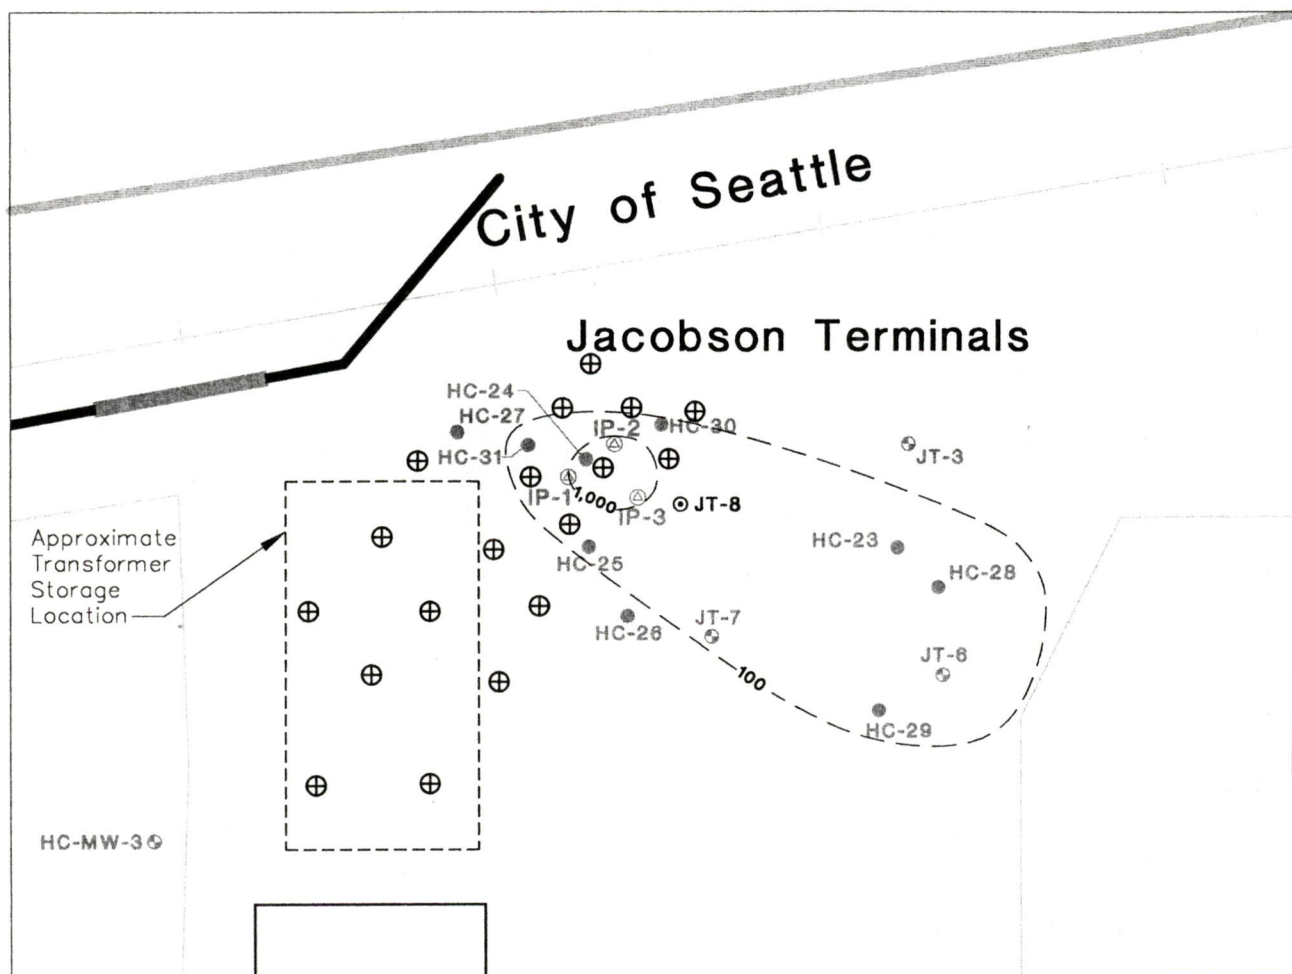 City of Seattle
Jacobson Terminals
HC-24
HC-27
IP-2
HC-30
HC-31
JT-3
IP-1
1,000
IP-3
JT-8
Approximate
Transformer
Storage
Location
HC-25
HC-23
HC-28
HC-26
JT-7
JT-6
100
HC-29
HC-MW-3